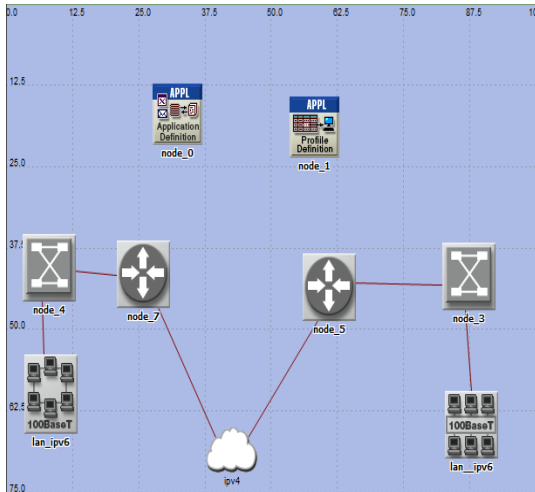 0.0 12.5 25.0 37.5 50.0 62.5 75.0 87.5
12.5
APPL
Application
Definition
node_0
APPL
Profile
Definition
node_1
25.0
37.5
node_4
node_7
node_5
node_3
50.0
100BaseT
lan_ipv6
62.5
100BaseT
lan__ipv6
ipv4
75.0